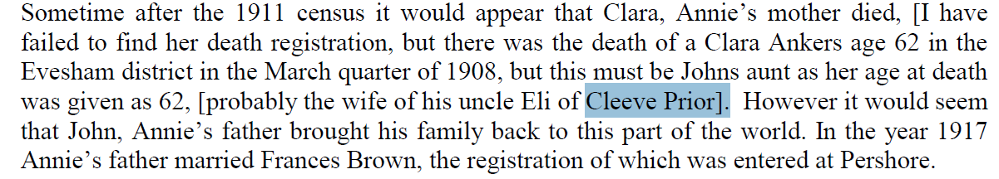 Sometime after the 1911 census it would appear that Clara, Annie’s mother died, [I have
failed to find her death registration, but there was the death of a Clara Ankers age 62 in the
Evesham district in the March quarter of 1908, but this must be Johns aunt as her age at death
was given as 62, [probably the wife of his uncle Eli of Cleeve Prior]. However it would seem
that John, Annie’s father brought his family back to this part of the world. In the year 1917
Annie’s father married Frances Brown, the registration of which was entered at Pershore.